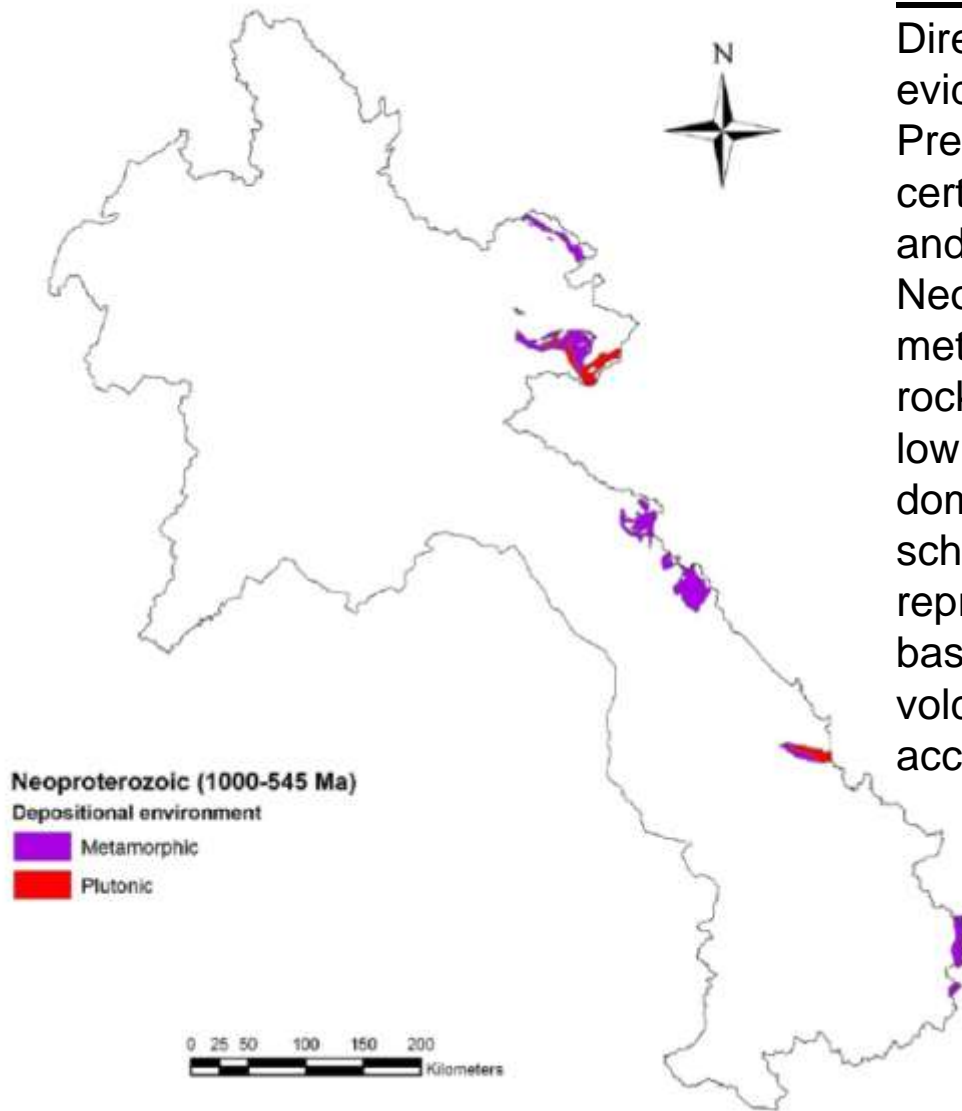 N
Neoproterozoic (1000-545 Ma)
Depositional environment
Metamorphic
Plutonic
0 25 50 100 150 200
Kilometers
Dire
evid
Pre
cert
and
Neo
met
rock
low
dom
sch
repr
bas
volc
acc